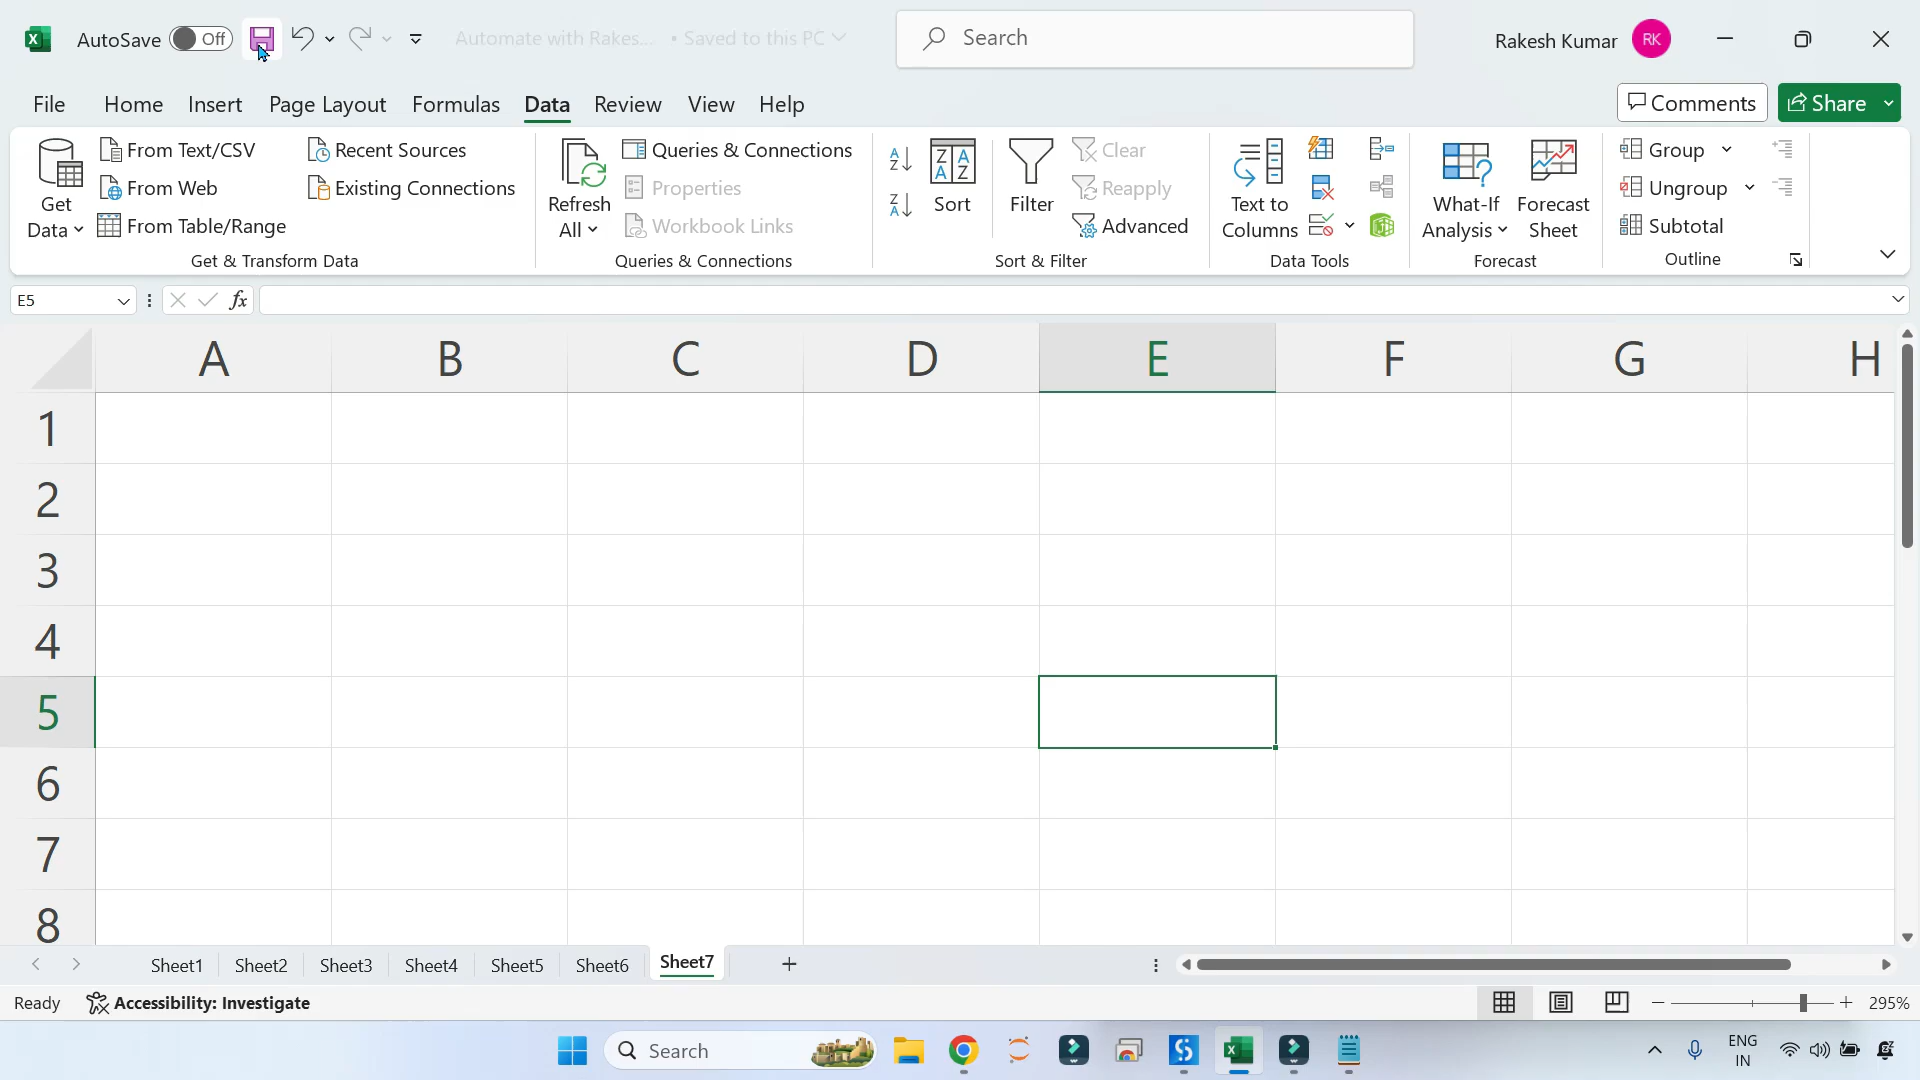 AutoSave Off Automate with Rakes... • Saved to this PC Search Rakesh Kumar RK
File Home Insert Page Layout Formulas Data Review View Help Comments Share
Get Data
From Text/CSV
From Web
From Table/Range
Recent Sources
Existing Connections
Get & Transform Data
Refresh All
Queries & Connections
Properties
Workbook Links
Queries & Connections
Sort
Filter
Clear
Reapply
Advanced
Sort & Filter
Text to Columns
Data Tools
What-If Analysis
Forecast Sheet
Forecast
Group
Ungroup
Subtotal
Outline
E5 fx
A B C D E F G H
1
2
3
4
5
6
7
8
Sheet1 Sheet2 Sheet3 Sheet4 Sheet5 Sheet6 Sheet7
Ready Accessibility: Investigate 295%
Search ENG IN